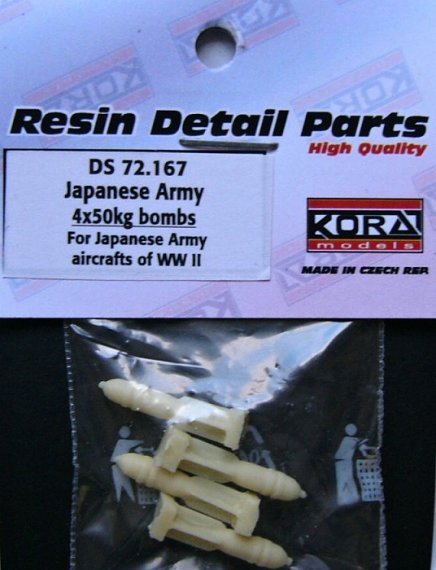 Resin Detail Parts
High Quality
DS 72.167
Japanese Army
4x50kg bombs
For Japanese Army
aircrafts of WW II
KORA
models
MADE IN CZECH REP.